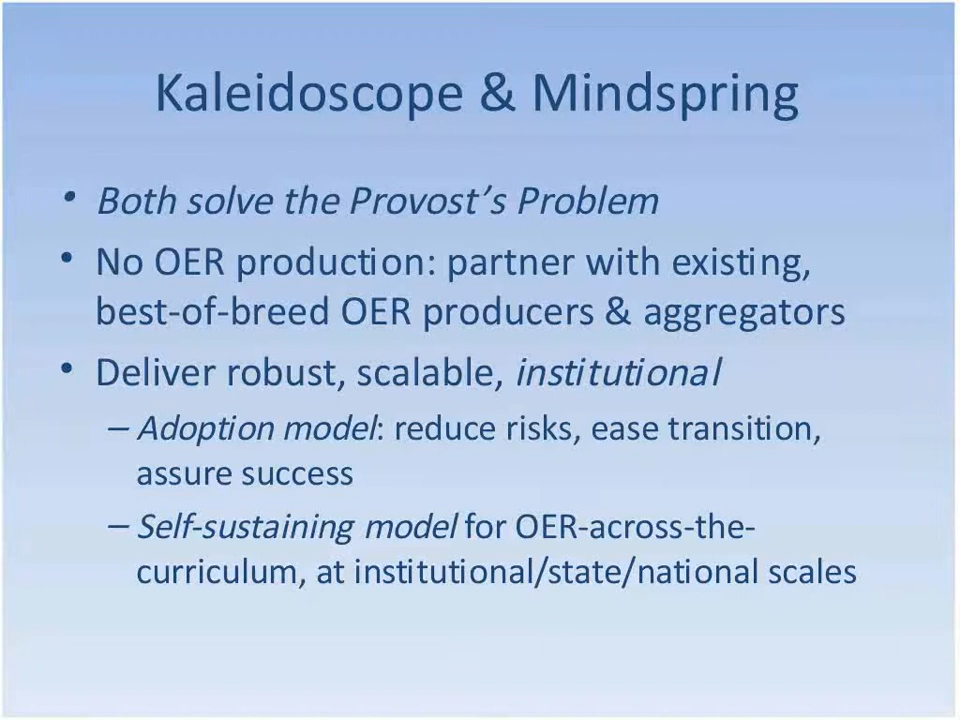 Kaleidoscope & Mindspring
• Both solve the Provost’s Problem
• No OER production: partner with existing,
best-of-breed OER producers & aggregators
• Deliver robust, scalable, institutional
– Adoption model: reduce risks, ease transition,
assure success
– Self-sustaining model for OER-across-the-
curriculum, at institutional/state/national scales